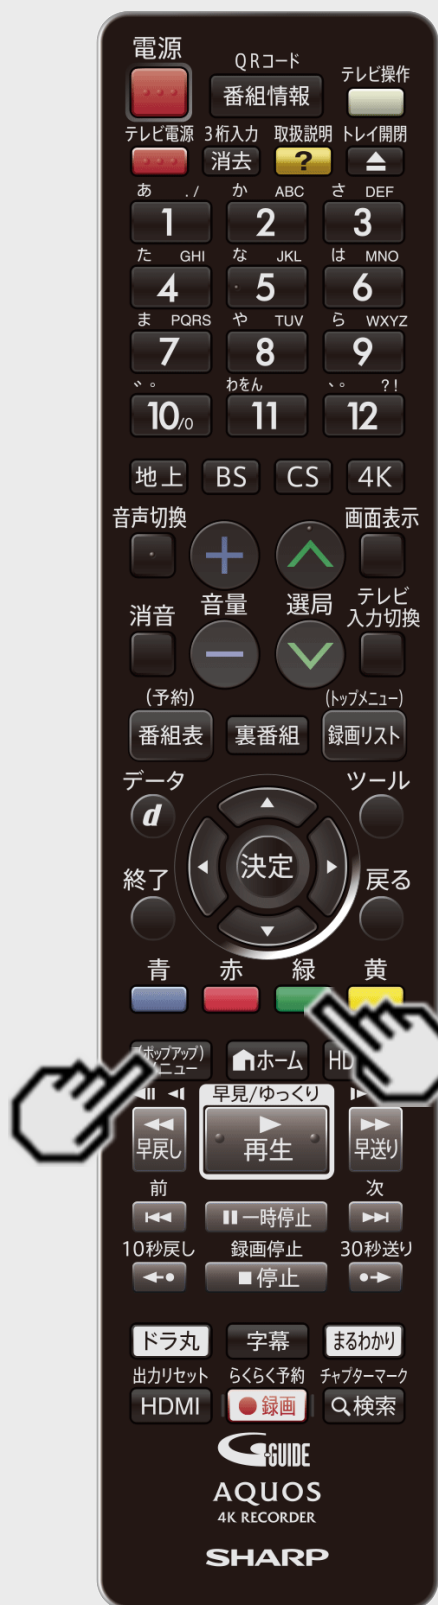 電源
QRコード
テレビ操作
番組情報
テレビ電源 3桁入力 取扱説明 トレイ開閉
消去 ?
あ ./ か ABC さ DEF
1 2 3
た GHI な JKL は MNO
4 5 6
ま PQRS や TUV ら WXYZ
7 8 9
゛゜ わをん 、。 ?!
10/0 11 12
地上 BS CS 4K
音声切換 画面表示
+
消音 音量 選局 テレビ
入力切換
−
(予約) (トップメニュー)
番組表 裏番組 録画リスト
データ ツール
d
決定
終了 戻る
青 赤 緑 黄
(ポップアップ)
メニュー ホーム
早見/ゆっくり
早戻し 再生 早送り
前 次
一時停止
10秒戻し 録画停止 30秒送り
停止
ドラ丸 字幕 まるわかり
出力リセット らくらく予約 チャプターマーク
HDMI 録画 検索
G-GUIDE
AQUOS
4K RECORDER
SHARP